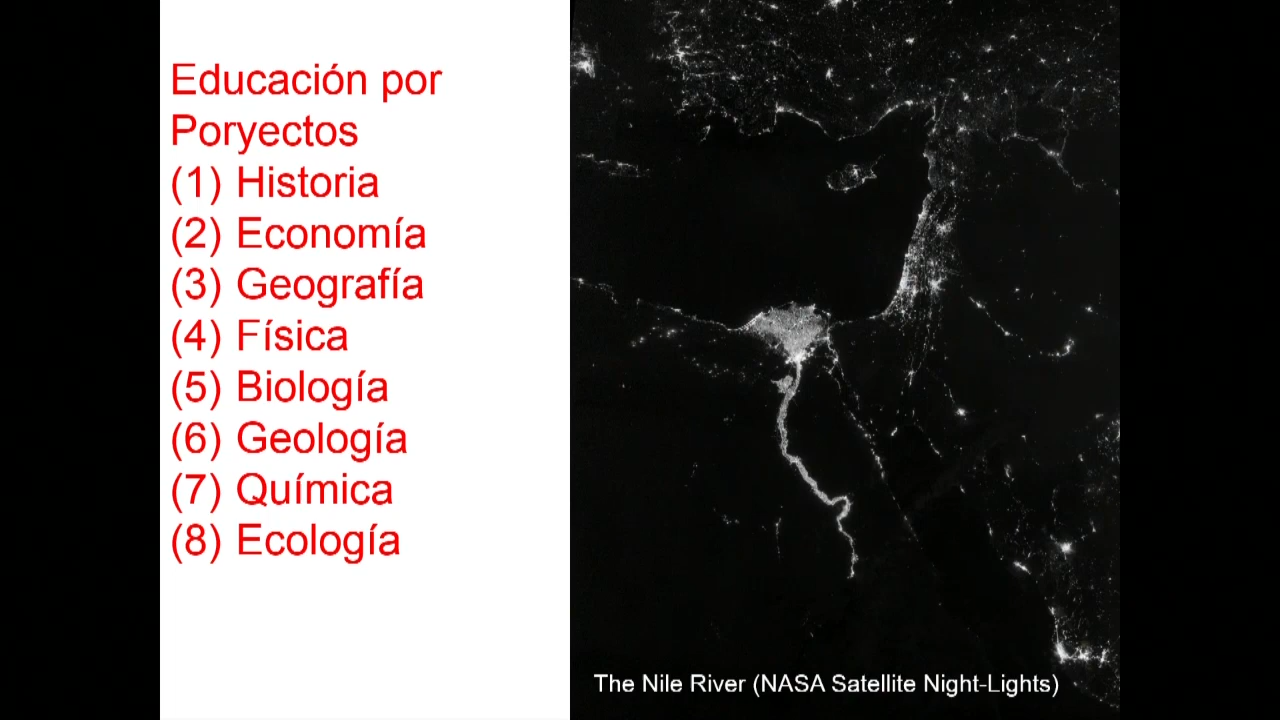 Educación por
Poryectos
(1) Historia
(2) Economía
(3) Geografía
(4) Física
(5) Biología
(6) Geología
(7) Química
(8) Ecología
The Nile River (NASA Satellite Night-Lights)